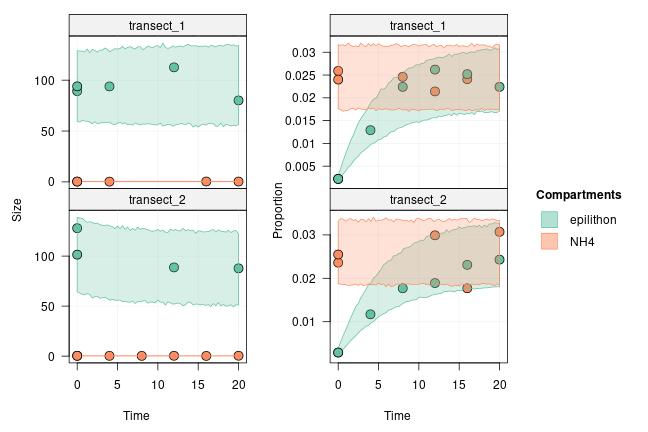 transect_1
transect_1
Size
100
50
0
Proportion
0.03
0.025
0.02
0.015
0.01
0.005
transect_2
transect_2
100
50
0
0.03
0.02
0.01
0 5 10 15 20
0 5 10 15 20
Time
Time
Compartments
epilithon
NH4